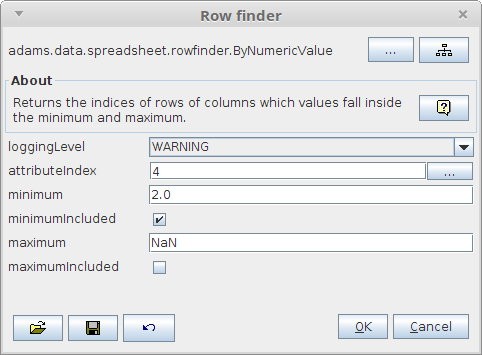 Row finder
adams.data.spreadsheet.rowfinder.ByNumericValue
...
About
Returns the indices of rows of columns which values fall inside
the minimum and maximum.
loggingLevel WARNING
attributeIndex 4 ...
minimum 2.0
minimumIncluded
maximum NaN
maximumIncluded
OK Cancel